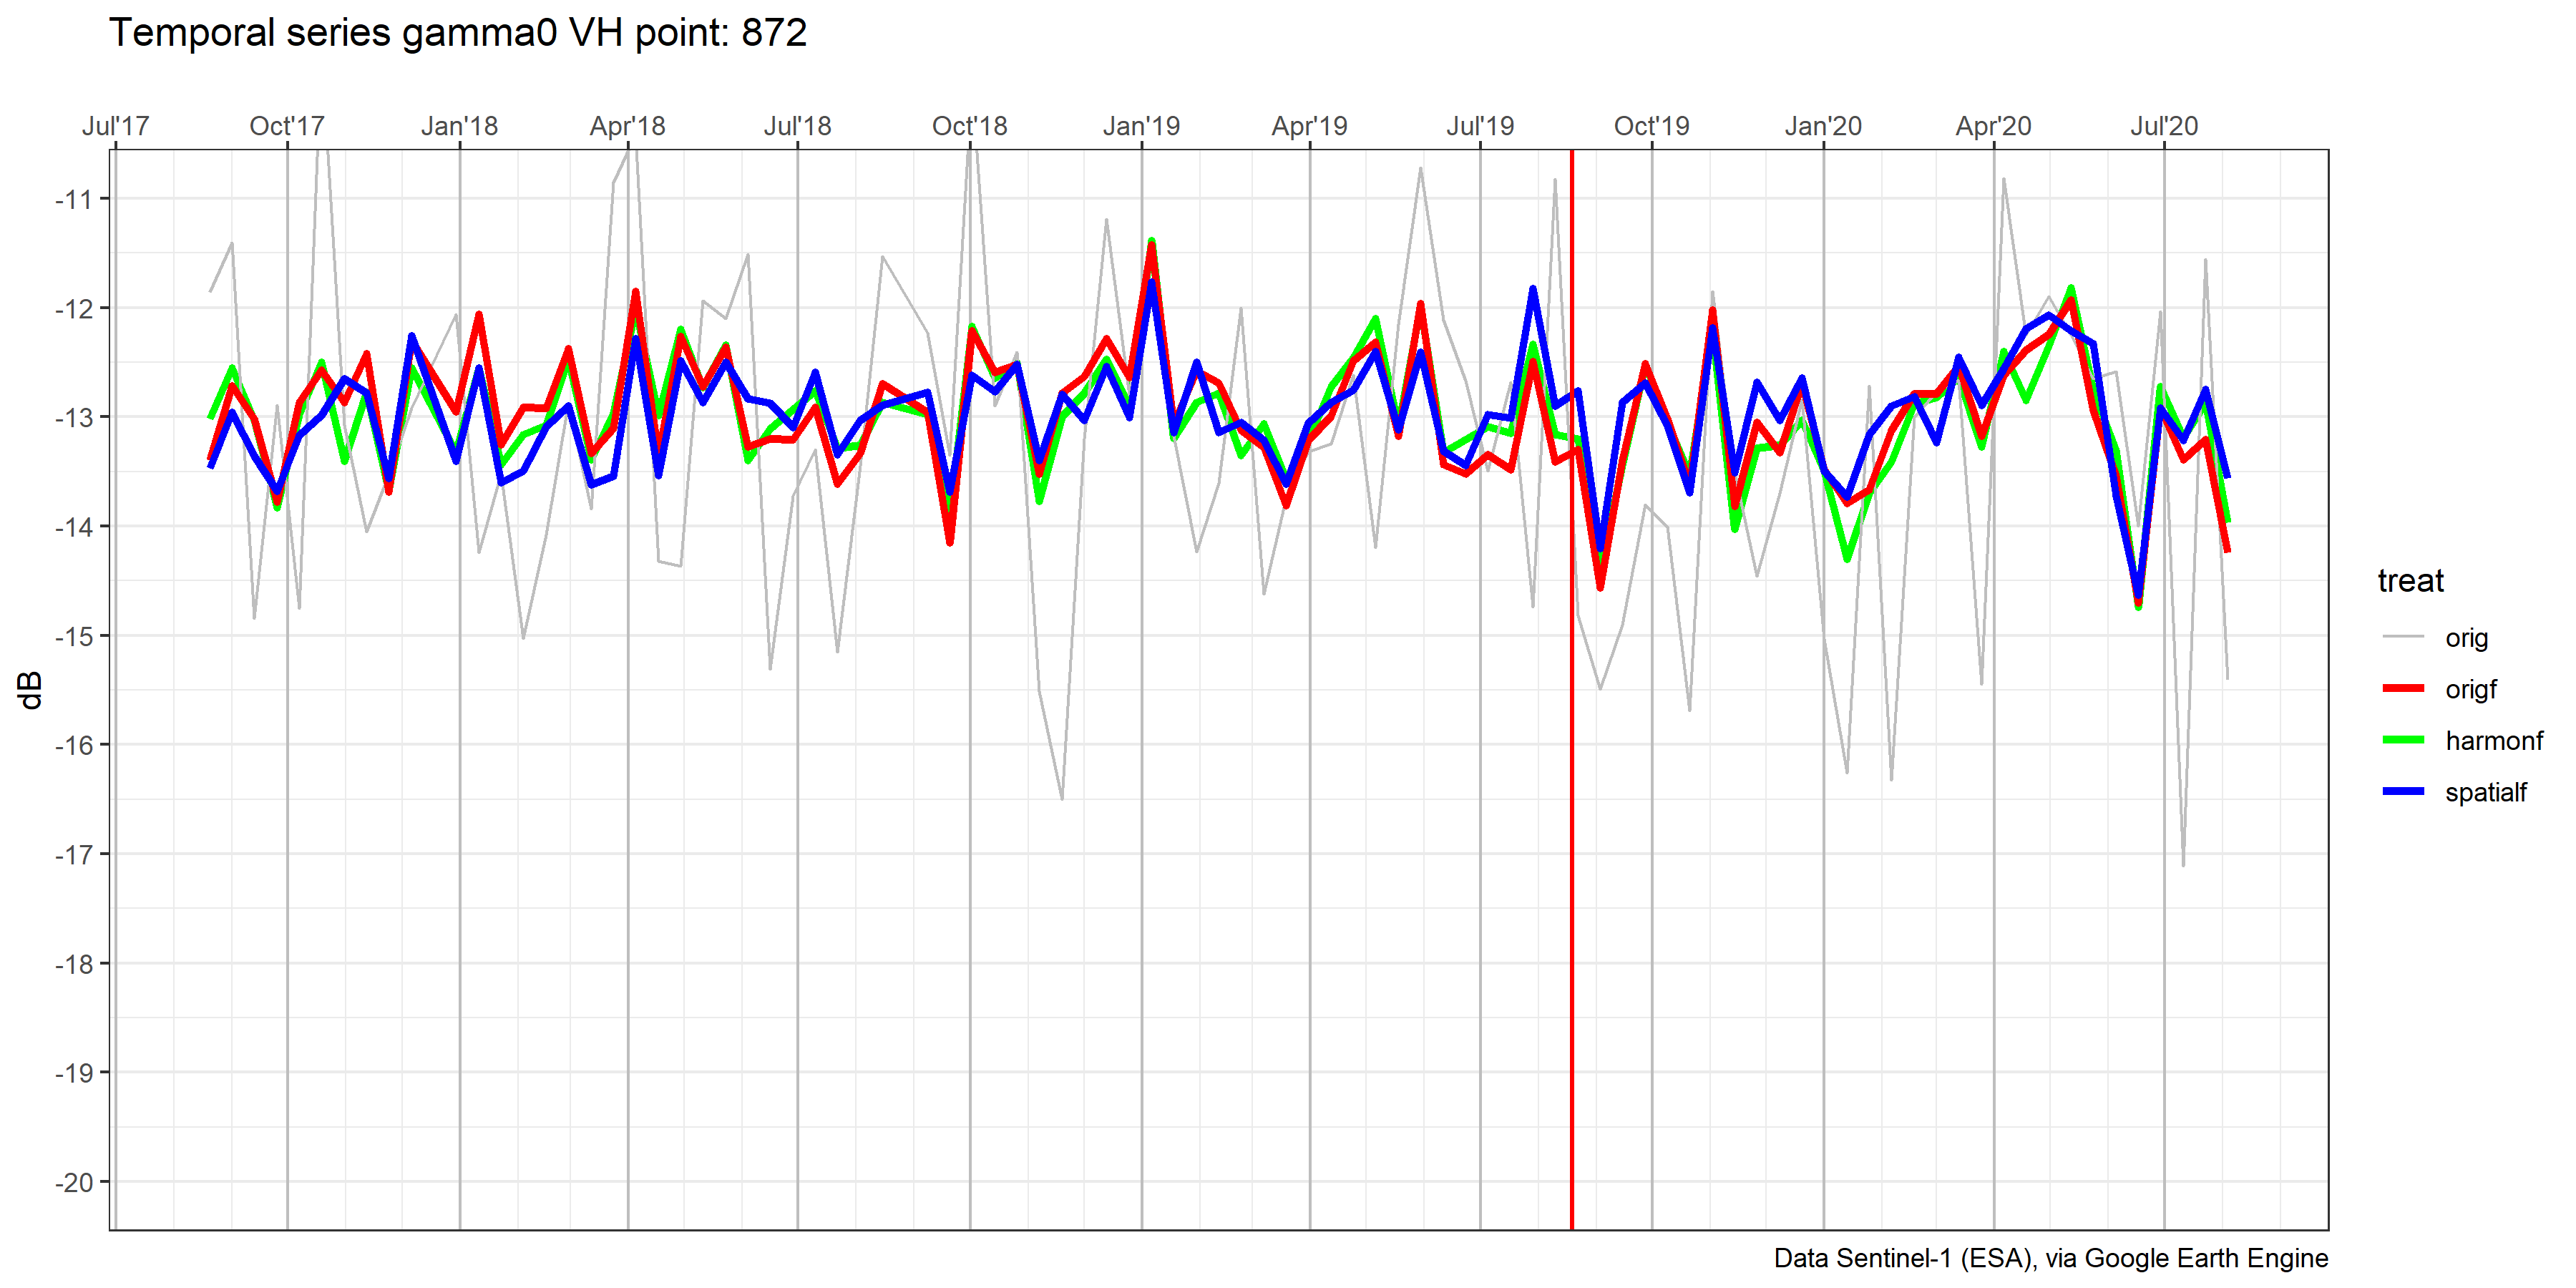 Temporal series gamma0 VH point: 872
Jul'17 Oct'17 Jan'18 Apr'18 Jul'18 Oct'18 Jan'19 Apr'19 Jul'19 Oct'19 Jan'20 Apr'20 Jul'20
-11
-12
-13
-14
-15
-16
-17
-18
-19
-20
dB
treat
orig
origf
harmonf
spatialf
Data Sentinel-1 (ESA), via Google Earth Engine